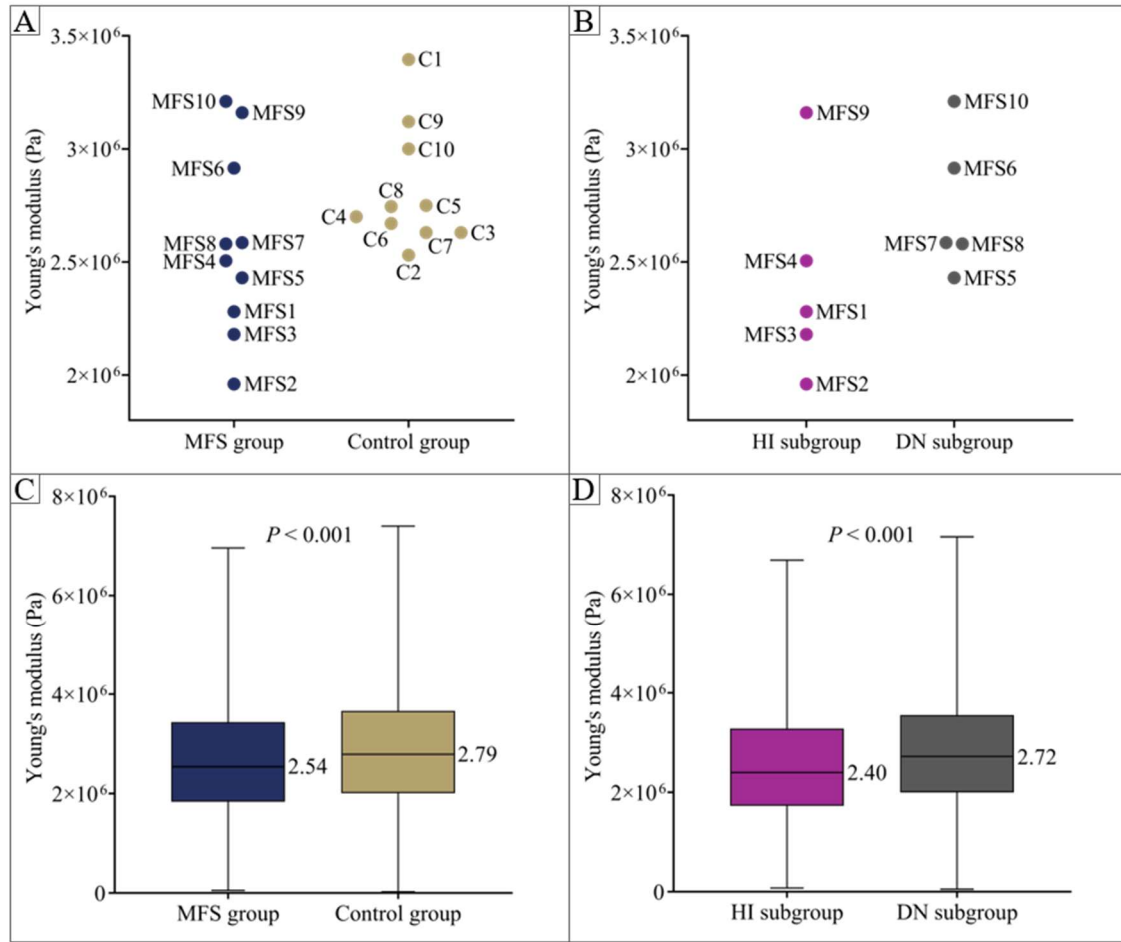 A
Young's modulus (Pa)
3.5×10⁶
3×10⁶
2.5×10⁶
2×10⁶
MFS10
MFS9
MFS6
MFS8
MFS7
MFS4
MFS5
MFS1
MFS3
MFS2
C1
C9
C10
C8
C5
C4
C6
C7
C3
C2
MFS group
Control group
B
Young's modulus (Pa)
3.5×10⁶
3×10⁶
2.5×10⁶
2×10⁶
MFS9
MFS4
MFS1
MFS3
MFS2
MFS10
MFS6
MFS7
MFS8
MFS5
HI subgroup
DN subgroup
C
Young's modulus (Pa)
8×10⁶
6×10⁶
4×10⁶
2×10⁶
0
P < 0.001
2.54
2.79
MFS group
Control group
D
Young's modulus (Pa)
8×10⁶
6×10⁶
4×10⁶
2×10⁶
0
P < 0.001
2.40
2.72
HI subgroup
DN subgroup